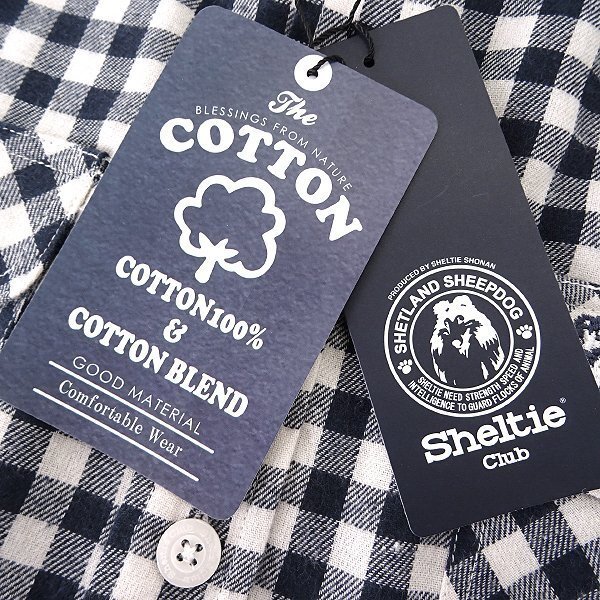 The
BLESSINGS FROM NATURE
COTTON
COTTON100%
&
COTTON BLEND
GOOD MATERIAL
Comfortable Wear
PRODUCED BY SHELTIE SHONAN
SHETLAND SHEEPDOG
SHELTIE NEED STRENGTH SPEED AND
INTELLIGENCE TO GUARD FLOCKS OF ANIMAL
Sheltie®
Club